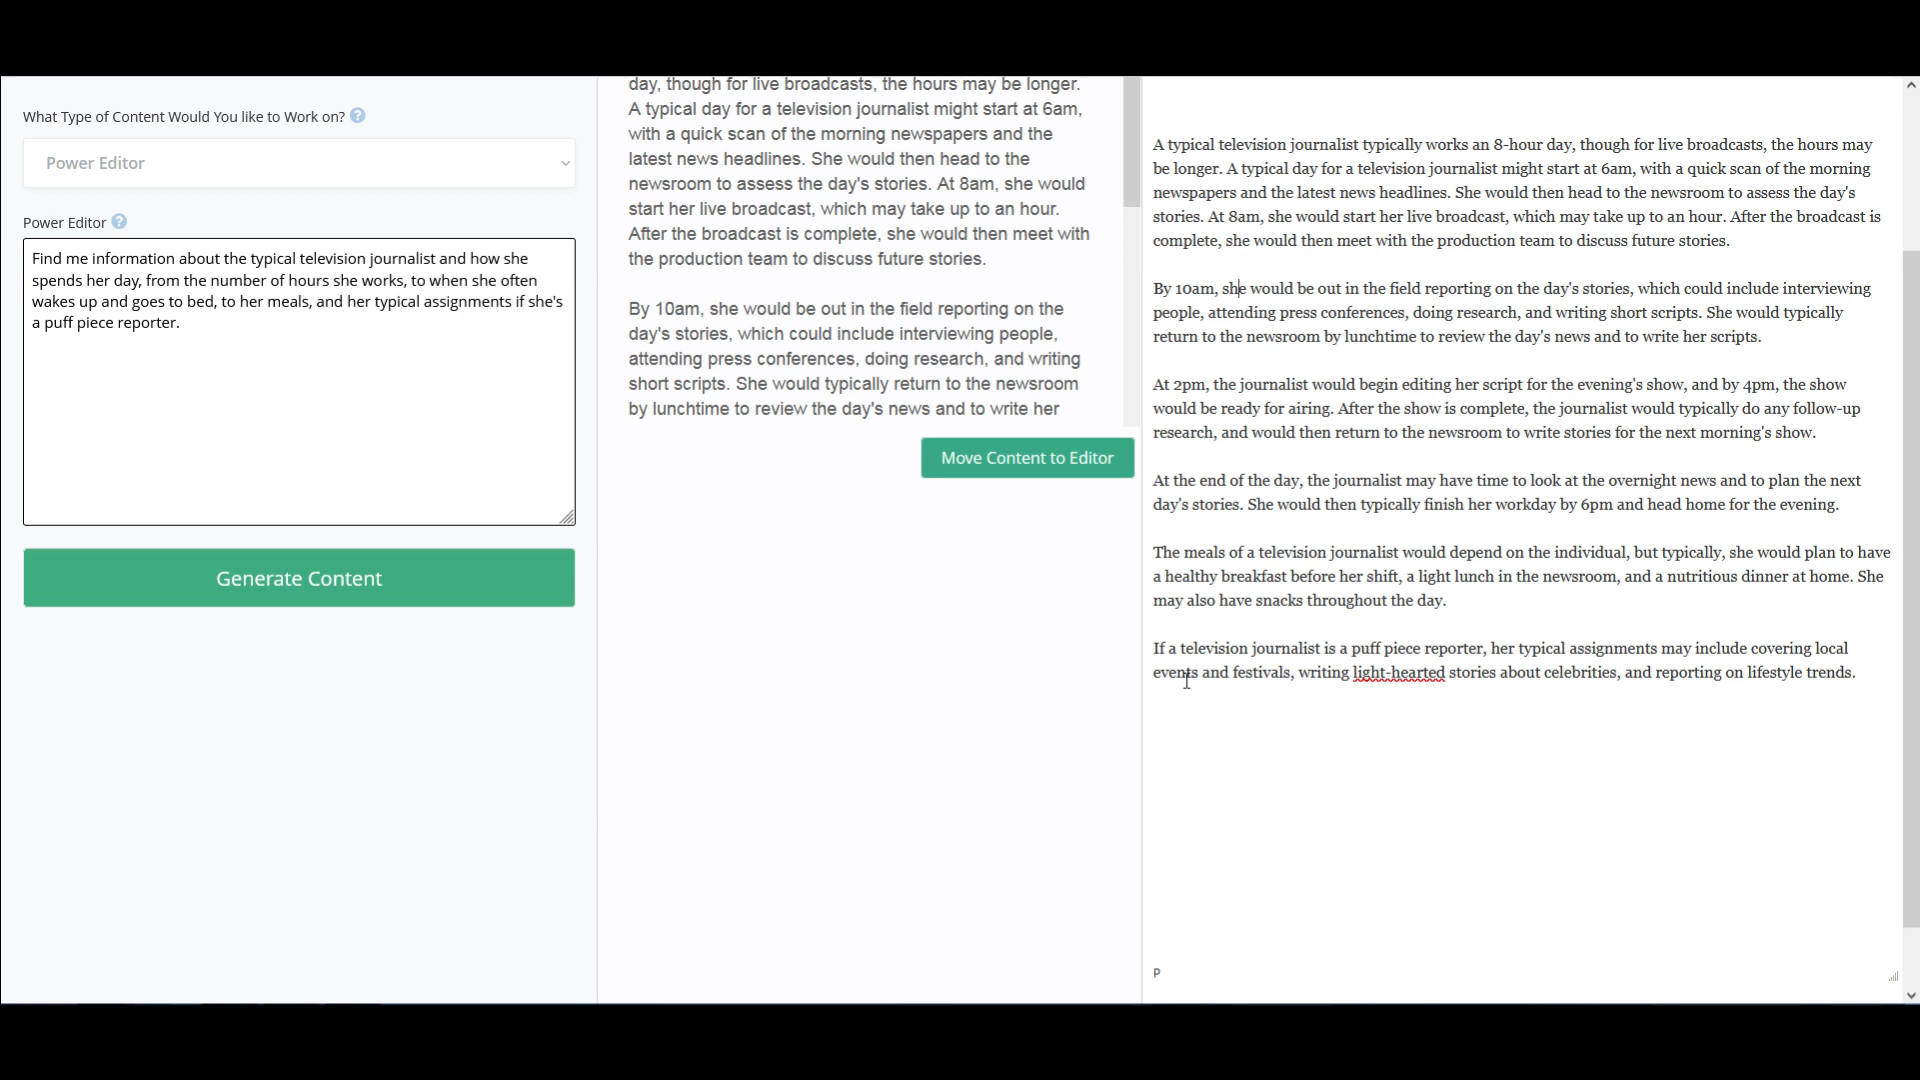 What Type of Content Would You like to Work on? ?
Power Editor
Power Editor ?
Find me information about the typical television journalist and how she
spends her day, from the number of hours she works, to when she often
wakes up and goes to bed, to her meals, and her typical assignments if she's
a puff piece reporter.
Generate Content
day, though for live broadcasts, the hours may be longer.
A typical day for a television journalist might start at 6am,
with a quick scan of the morning newspapers and the
latest news headlines. She would then head to the
newsroom to assess the day's stories. At 8am, she would
start her live broadcast, which may take up to an hour.
After the broadcast is complete, she would then meet with
the production team to discuss future stories.
By 10am, she would be out in the field reporting on the
day's stories, which could include interviewing people,
attending press conferences, doing research, and writing
short scripts. She would typically return to the newsroom
by lunchtime to review the day's news and to write her
Move Content to Editor
A typical television journalist typically works an 8-hour day, though for live broadcasts, the hours may
be longer. A typical day for a television journalist might start at 6am, with a quick scan of the morning
newspapers and the latest news headlines. She would then head to the newsroom to assess the day's
stories. At 8am, she would start her live broadcast, which may take up to an hour. After the broadcast is
complete, she would then meet with the production team to discuss future stories.
By 10am, she would be out in the field reporting on the day's stories, which could include interviewing
people, attending press conferences, doing research, and writing short scripts. She would typically
return to the newsroom by lunchtime to review the day's news and to write her scripts.
At 2pm, the journalist would begin editing her script for the evening's show, and by 4pm, the show
would be ready for airing. After the show is complete, the journalist would typically do any follow-up
research, and would then return to the newsroom to write stories for the next morning's show.
At the end of the day, the journalist may have time to look at the overnight news and to plan the next
day's stories. She would then typically finish her workday by 6pm and head home for the evening.
The meals of a television journalist would depend on the individual, but typically, she would plan to have
a healthy breakfast before her shift, a light lunch in the newsroom, and a nutritious dinner at home. She
may also have snacks throughout the day.
If a television journalist is a puff piece reporter, her typical assignments may include covering local
events and festivals, writing light-hearted stories about celebrities, and reporting on lifestyle trends.
P